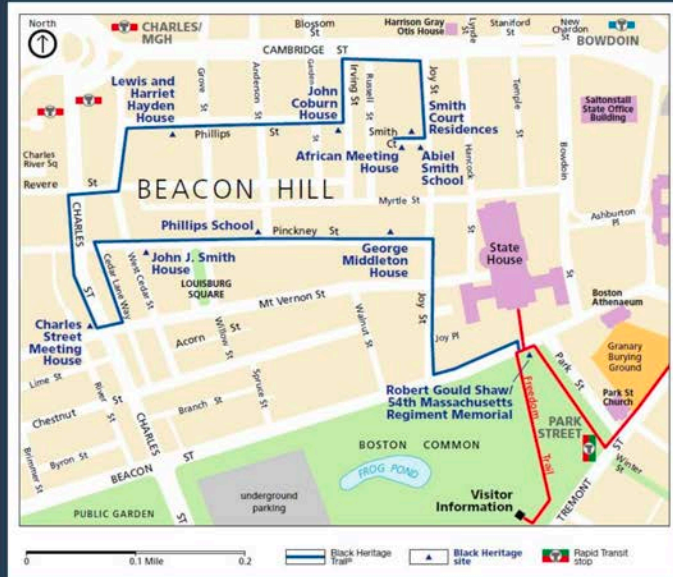 North
CHARLES/
MGH
Blossom
St
Harrison Gray
Otis House
Lynde
St
Staniford
St
New
Chardon
St
BOWDOIN
CAMBRIDGE ST
Lewis and
Harriet
Hayden
House
Grove
St
Anderson
St
Garden
St
John
Coburn
House
Irving St
Russell
St
Joy St
Smith
Court
Residences
Temple
St
Saltonstall
State Office
Building
Phillips St
Smith
Ct
African Meeting
House
Abiel
Smith
School
Hancock
St
Bowdoin
St
Charles
River Sq
Revere St
BEACON HILL
Myrtle St
Ashburton
Pl
CHARLES
ST
Phillips School
Pinckney St
State
House
Cedar Lane Way
West Cedar St
John J. Smith
House
LOUISBURG
SQUARE
George
Middleton
House
Boston
Athenaeum
Mt Vernon St
Joy St
Charles
Street
Meeting
House
Acorn St
Willow
St
Walnut
St
Joy Pl
Granary
Burying
Ground
Lime St
River
St
Spruce St
Robert Gould Shaw/
54th Massachusetts
Regiment Memorial
Park
St
Park St
Church
Chestnut St
Branch St
Freedom
Trail
PARK
STREET
Byron St
Brimmer
St
CHARLES
ST
BEACON ST
BOSTON COMMON
FROG POND
Winter
St
TREMONT
ST
underground
parking
Visitor
Information
PUBLIC GARDEN
0 0.1 Mile 0.2
Black Heritage
Trail®
Black Heritage
site
Rapid Transit
stop